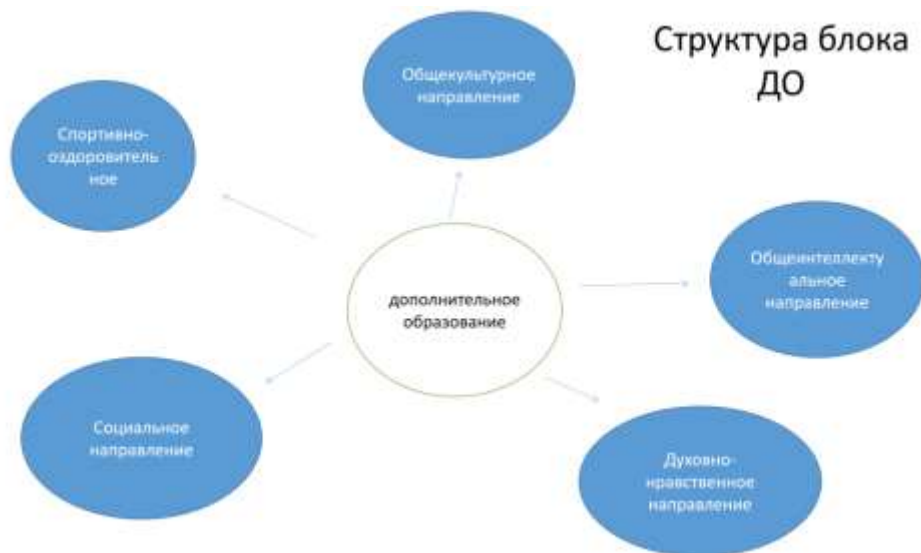 Структура блока
ДО
Общекультурное
направление
Спортивно-
оздоровитель
ное
Общеинтеллекту
альное
направление
дополнительное
образование
Социальное
направление
Духовно-
нравственное
направление